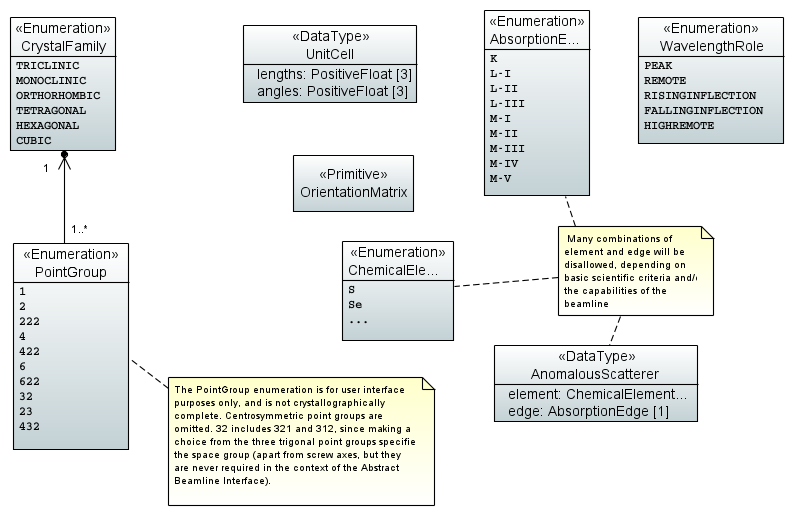 «Enumeration»
CrystalFamily
TRICLINIC
MONOCLINIC
ORTHORHOMBIC
TETRAGONAL
HEXAGONAL
CUBIC
«DataType»
UnitCell
lengths: PositiveFloat [3]
angles: PositiveFloat [3]
«Enumeration»
AbsorptionE...
K
L-I
L-II
L-III
M-I
M-II
M-III
M-IV
M-V
«Enumeration»
WavelengthRole
PEAK
REMOTE
RISINGINFLECTION
FALLINGINFLECTION
HIGHREMOTE
1
1..*
«Primitive»
OrientationMatrix
«Enumeration»
PointGroup
1
2
222
4
422
6
622
32
23
432
«Enumeration»
ChemicalEle...
S
Se
...
Many combinations of
element and edge will be
disallowed, depending on
basic scientific criteria and/
the capabilities of the
beamline
«DataType»
AnomalousScatterer
element: ChemicalElement...
edge: AbsorptionEdge [1]
The PointGroup enumeration is for user interface
purposes only, and is not crystallographically
complete. Centrosymmetric point groups are
omitted. 32 includes 321 and 312, since making a
choice from the three trigonal point groups specifie
the space group (apart from screw axes, but they
are never required in the context of the Abstract
Beamline Interface).